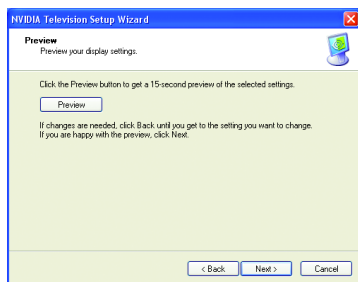 NVIDIA Television Setup Wizard
Preview
Preview your display settings.
Click the Preview button to get a 15-second preview of the selected settings.
Preview
If changes are needed, click Back until you get to the setting you want to change.
If you are happy with the preview, click Next.
< Back
Next >
Cancel